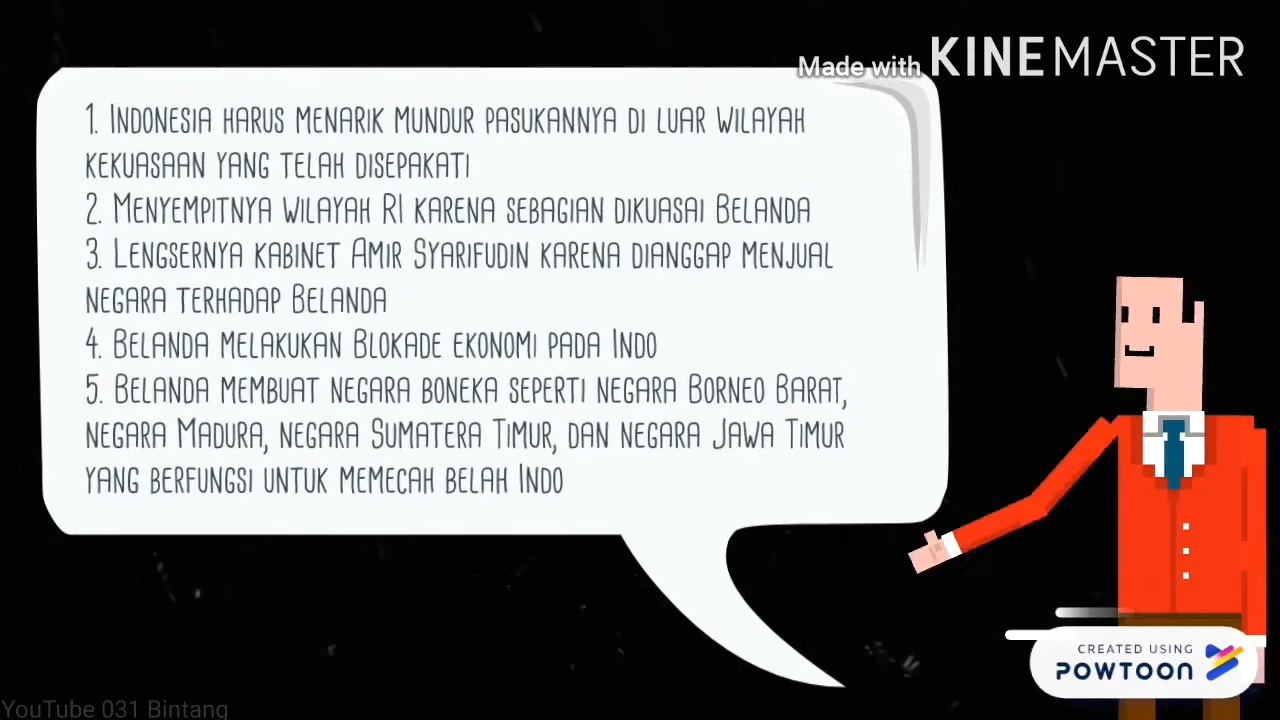 Made with KINEMASTER
1. Indonesia harus menarik mundur pasukannya di luar wilayah
kekuasaan yang telah disepakati
2. Menyempitnya wilayah RI karena sebagian dikuasai Belanda
3. Lengsernya kabinet Amir Syarifudin karena dianggap menjual
negara terhadap Belanda
4. Belanda melakukan Blokade ekonomi pada Indo
5. Belanda membuat negara boneka seperti negara Borneo Barat,
negara Madura, negara Sumatera Timur, dan negara Jawa Timur
yang berfungsi untuk memecah belah Indo
CREATED USING
POWTOON
YouTube 031 Bintang